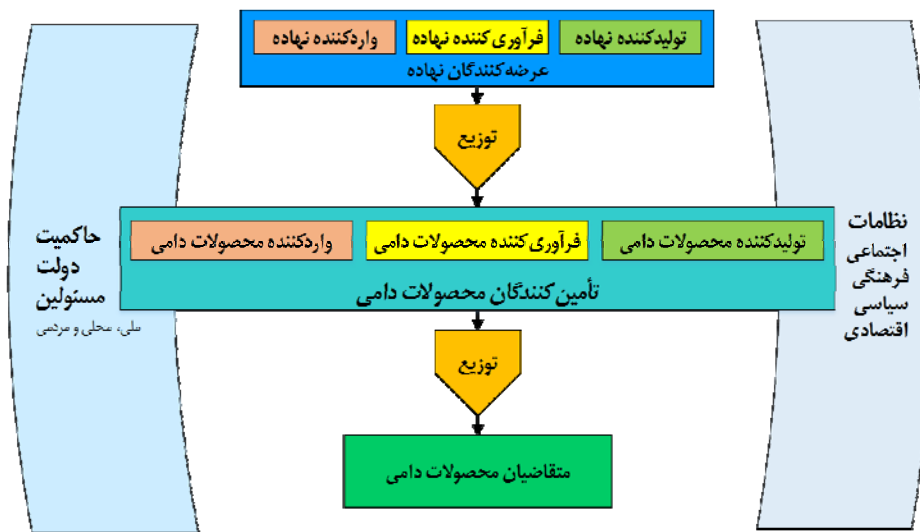 تولیدکننده نهاده
فرآوری کننده نهاده
واردکننده نهاده
عرضه کنندگان نهاده
توزیع
تولیدکننده محصولات دامی
فرآوری کننده محصولات دامی
واردکننده محصولات دامی
تأمین کنندگان محصولات دامی
توزیع
متقاضیان محصولات دامی
نظامات
اجتماعی
فرهنگی
سیاسی
اقتصادی
حاکمیت
دولت
مسئولین
ملی، محلی و مردمی